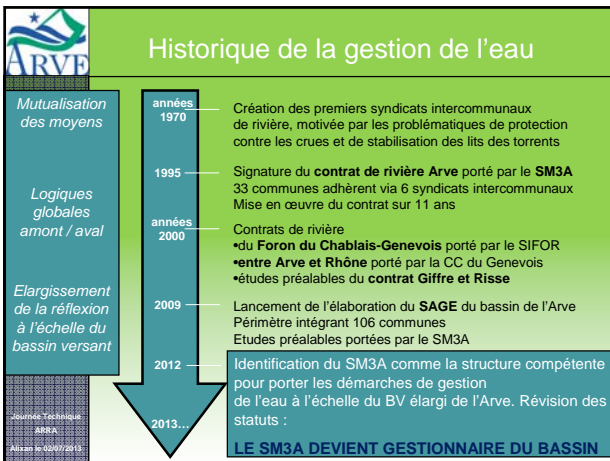 ARVE
Historique de la gestion de l’eau
Mutualisation
des moyens
Logiques
globales
amont / aval
Elargissement
de la réflexion
à l’échelle du
bassin versant
Journée Technique
ARRA
Alixan le 02/07/2013
années
1970
Création des premiers syndicats intercommunaux
de rivière, motivée par les problématiques de protection
contre les crues et de stabilisation des lits des torrents
1995
Signature du contrat de rivière Arve porté par le SM3A
33 communes adhèrent via 6 syndicats intercommunaux
Mise en œuvre du contrat sur 11 ans
années
2000
Contrats de rivière
•du Foron du Chablais-Genevois porté par le SIFOR
•entre Arve et Rhône porté par la CC du Genevois
•études préalables du contrat Giffre et Risse
2009
Lancement de l’élaboration du SAGE du bassin de l’Arve
Périmètre intégrant 106 communes
Etudes préalables portées par le SM3A
2012
Identification du SM3A comme la structure compétente
pour porter les démarches de gestion
de l’eau à l’échelle du BV élargi de l’Arve. Révision des
statuts :
2013…
LE SM3A DEVIENT GESTIONNAIRE DU BASSIN